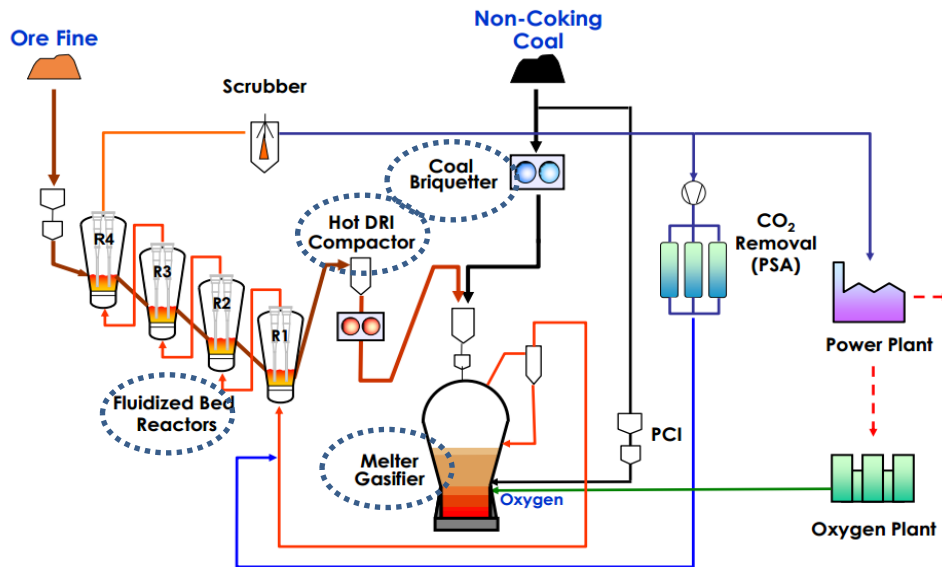 Ore Fine
Non-Coking
Coal
Scrubber
Coal
Briquetter
Hot DRI
Compactor
R4
R3
R2
R1
CO2
Removal
(PSA)
Power Plant
Fluidized Bed
Reactors
PCI
Melter
Gasifier
Oxygen
Oxygen Plant